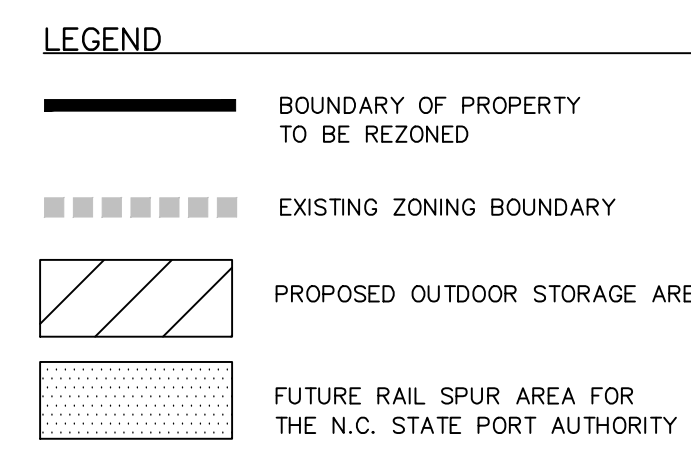 LEGEND
BOUNDARY OF PROPERTY
TO BE REZONED
EXISTING ZONING BOUNDARY
PROPOSED OUTDOOR STORAGE ARE
FUTURE RAIL SPUR AREA FOR
THE N.C. STATE PORT AUTHORITY